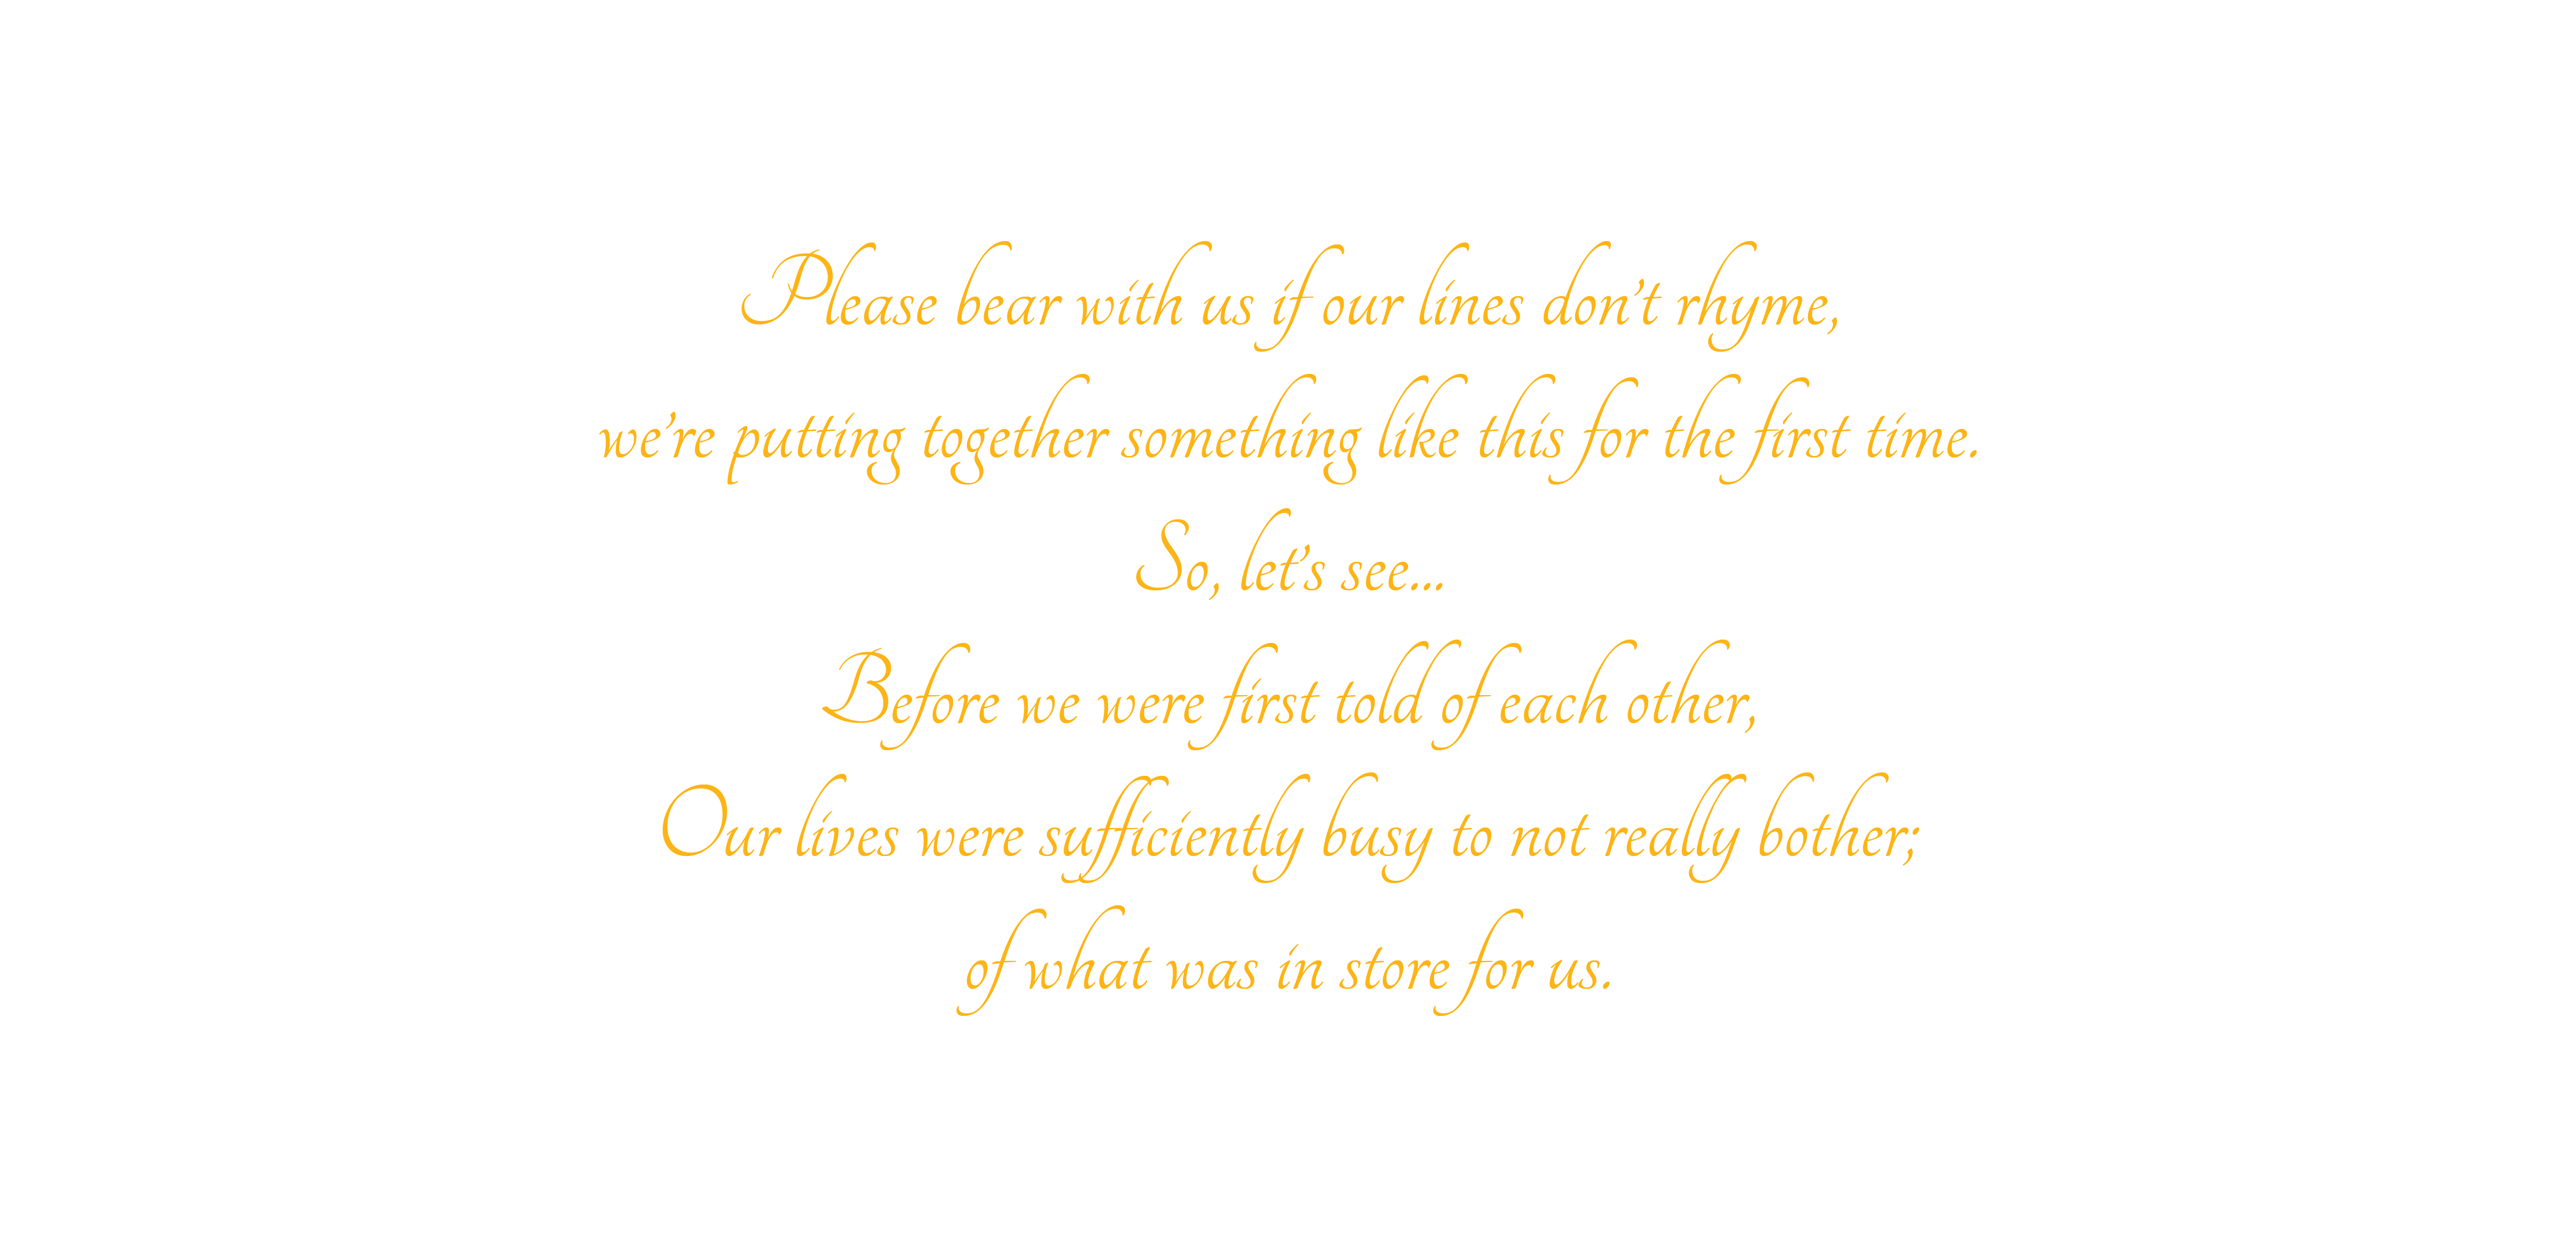 Please bear with us if our lines don't rhyme,
we're putting together something like this for the first time.
So, let's see...
Before we were first told of each other,
Our lives were sufficiently busy to not really bother;
of what was in store for us.